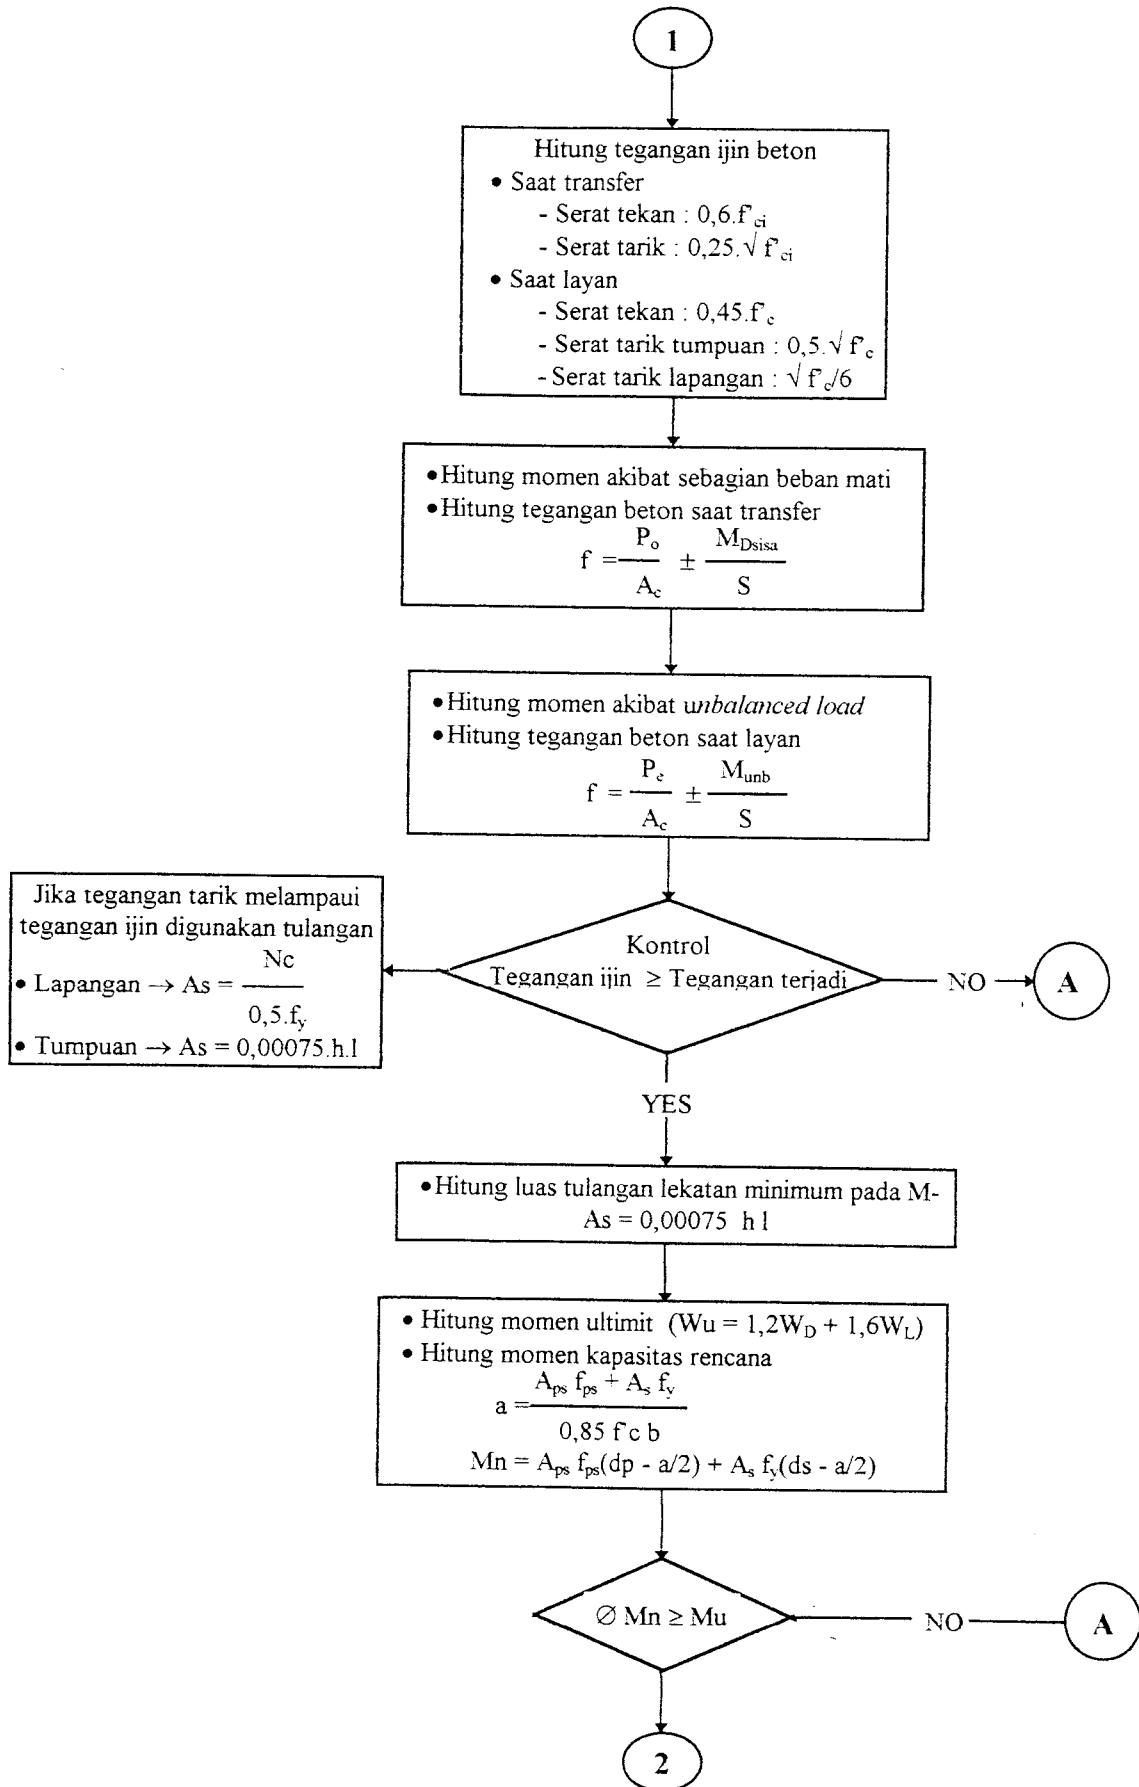 1
Hitung tegangan ijin beton
• Saat transfer
- Serat tekan : 0,6.f'ci
- Serat tarik : 0,25.√ f'ci
• Saat layan
- Serat tekan : 0,45.f'c
- Serat tarik tumpuan : 0,5.√ f'c
- Serat tarik lapangan : √ f'c/6
• Hitung momen akibat sebagian beban mati
• Hitung tegangan beton saat transfer
Po MDsisa
f = ±
Ac S
• Hitung momen akibat unbalanced load
• Hitung tegangan beton saat layan
Pe Munb
f = ±
Ac S
Jika tegangan tarik melampaui
tegangan ijin digunakan tulangan
Nc
• Lapangan → As =
0,5.fy
• Tumpuan → As = 0,00075.h.l
Kontrol
Tegangan ijin ≥ Tegangan terjadi
NO
A
YES
• Hitung luas tulangan lekatan minimum pada M-
As = 0,00075 h l
• Hitung momen ultimit (Wu = 1,2WD + 1,6WL)
• Hitung momen kapasitas rencana
Aps fps + As fy
a =
0,85 f'c b
Mn = Aps fps(dp - a/2) + As fy(ds - a/2)
∅ Mn ≥ Mu
NO
A
2